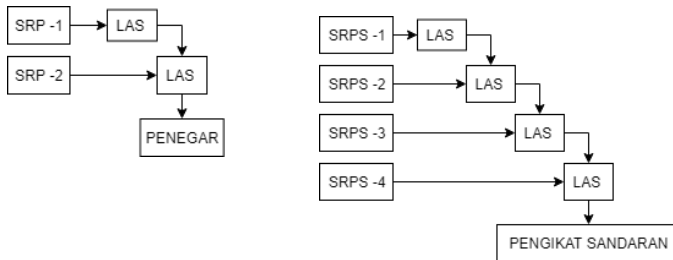 SRP -1
LAS
SRP -2
LAS
PENEGAR
SRPS -1
LAS
SRPS -2
LAS
SRPS -3
LAS
SRPS -4
LAS
PENGIKAT SANDARAN